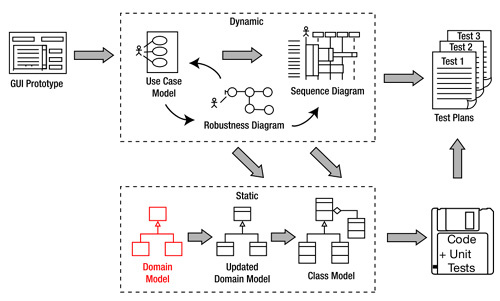 Dynamic
GUI Prototype
Use Case
Model
Robustness Diagram
Sequence Diagram
Test 3
Test 2
Test 1
Test Plans
Static
Domain
Model
Updated
Domain Model
Class Model
Code
+ Unit
Tests